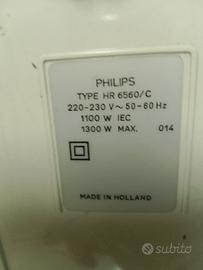 PHILIPS
TYPE HR 6560/C
220-230 V~ 50-60 Hz
1100 W IEC
1300 W MAX. 014
MADE IN HOLLAND
subito